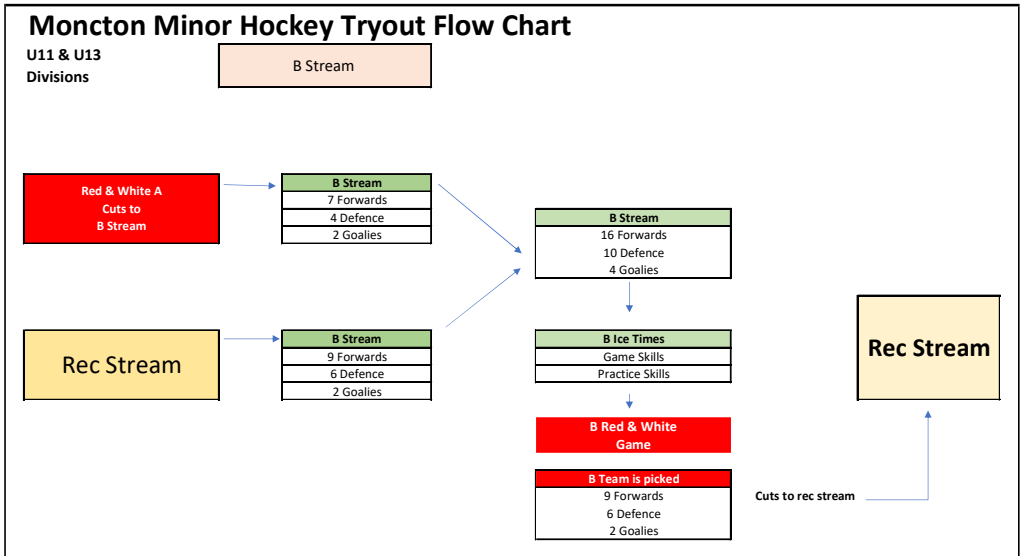 Moncton Minor Hockey Tryout Flow Chart
U11 & U13
Divisions
B Stream
Red & White A
Cuts to
B Stream
B Stream
7 Forwards
4 Defence
2 Goalies
B Stream
16 Forwards
10 Defence
4 Goalies
Rec Stream
B Stream
9 Forwards
6 Defence
2 Goalies
B Ice Times
Game Skills
Practice Skills
Rec Stream
B Red & White
Game
B Team is picked
9 Forwards
6 Defence
2 Goalies
Cuts to rec stream